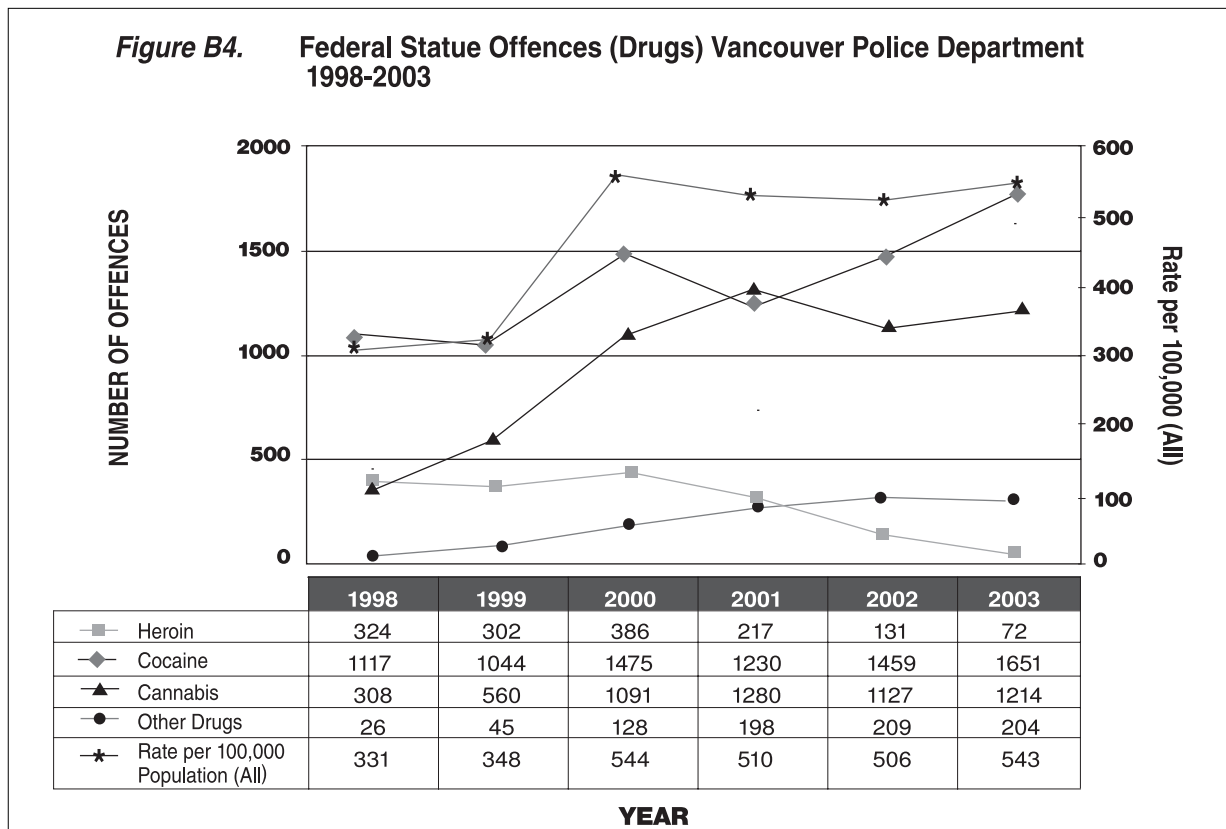 Figure B4. Federal Statue Offences (Drugs) Vancouver Police Department
1998-2003
NUMBER OF OFFENCES
2000
1500
1000
500
0
600
500
400
300
200
100
0
Rate per 100,000 (All)
1998 1999 2000 2001 2002 2003
Heroin 324 302 386 217 131 72
Cocaine 1117 1044 1475 1230 1459 1651
Cannabis 308 560 1091 1280 1127 1214
Other Drugs 26 45 128 198 209 204
Rate per 100,000
Population (All) 331 348 544 510 506 543
YEAR